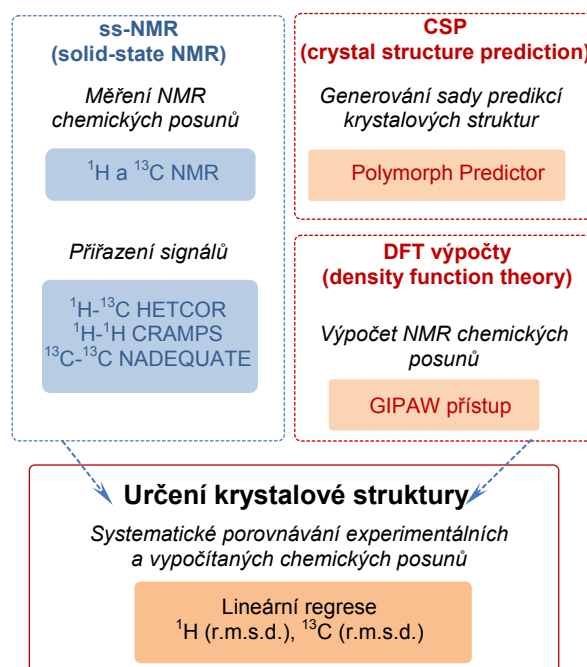 ss-NMR
(solid-state NMR)
Měření NMR
chemických posunů
¹H a ¹³C NMR
Přiřazení signálů
¹H-¹³C HETCOR
¹H-¹H CRAMPS
¹³C-¹³C NADEQUATE
CSP
(crystal structure prediction)
Generování sady predikcí
krystalových struktur
Polymorph Predictor
DFT výpočty
(density function theory)
Výpočet NMR chemických
posunů
GIPAW přístup
Určení krystalové struktury
Systematické porovnávání experimentálních
a vypočítaných chemických posunů
Lineární regrese
¹H (r.m.s.d.), ¹³C (r.m.s.d.)